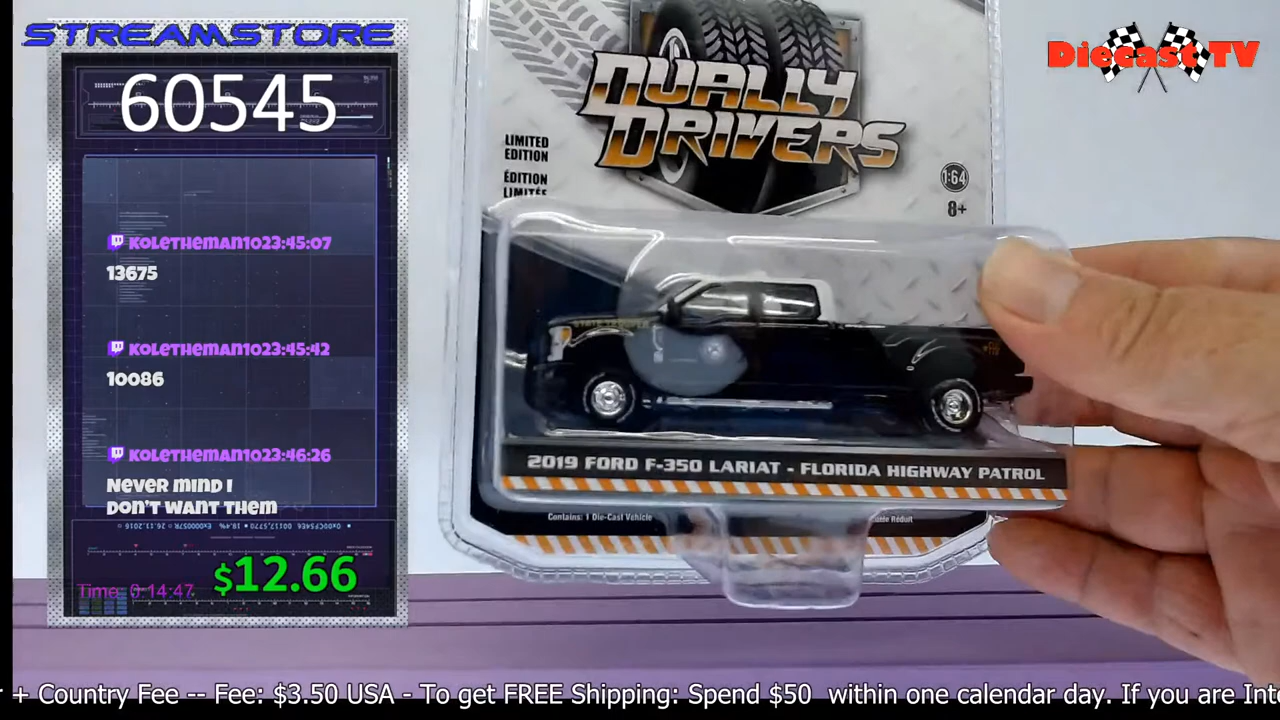 STREAMSTORE
60545
KOLETHEMAN1023:45:07
13675
KOLETHEMAN1023:45:42
10086
KOLETHEMAN1023:46:26
NEVER MIND I
DON'T WANT THEM
Time: 0:14:47
$12.66
Diecast TV
DUALLY
DRIVERS
LIMITED
EDITION
ÉDITION
LIMITÉE
1:64
8+
STATE TROOPER
2019 FORD F-350 LARIAT - FLORIDA HIGHWAY PATROL
Contains: 1 Die-Cast Vehicle
+ Country Fee -- Fee: $3.50 USA - To get FREE Shipping: Spend $50 within one calendar day. If you are